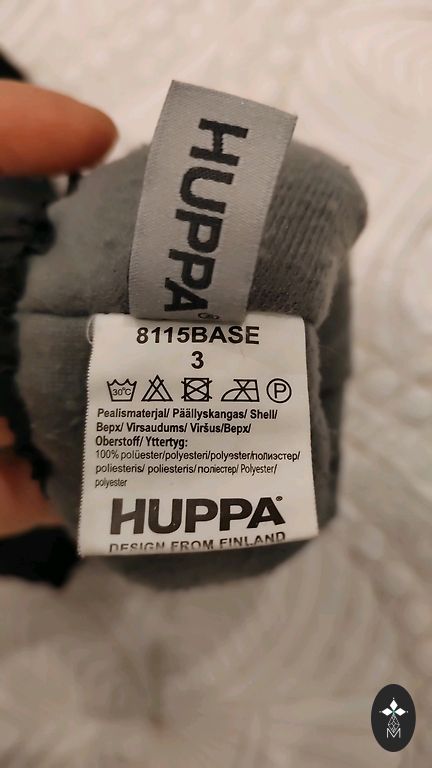 HUPPA®
8115BASE
3
30°C
P
Pealismaterjal/ Päällyskangas/ Shell/
Верх/ Virsaudums/ Viršus/Верх/
Oberstoff/ Yttertyg:
100% polüester/polyesteri/polyester/полиэстер/
poliesteris/ poliesteris/ поліестер/ Polyester/
polyester
HUPPA®
DESIGN FROM FINLAND
M